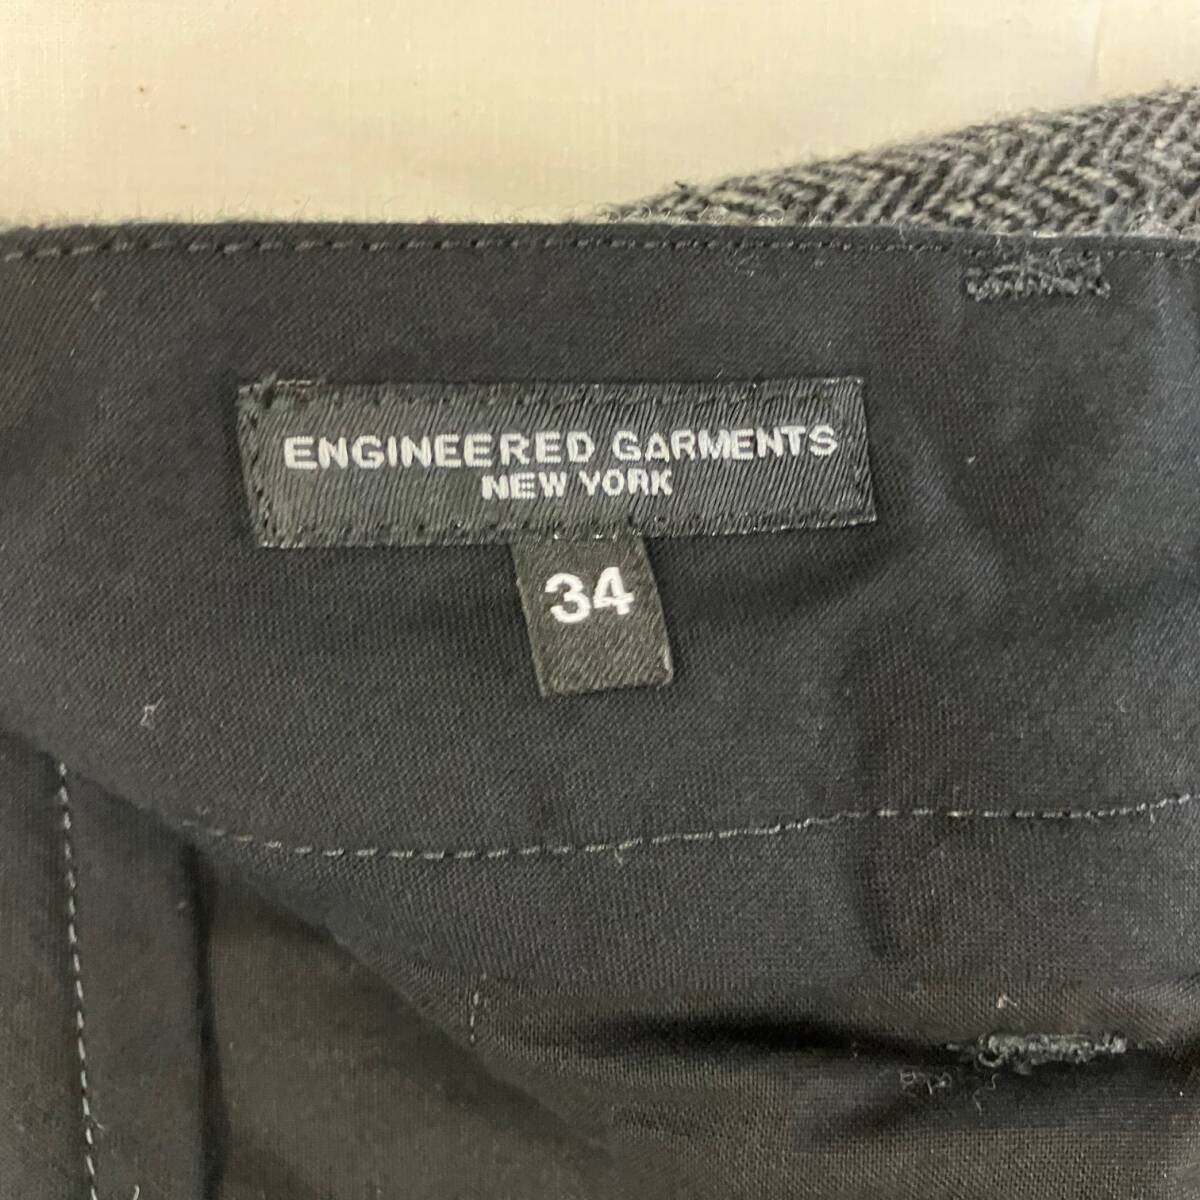 ENGINEERED GARMENTS
NEW YORK
34